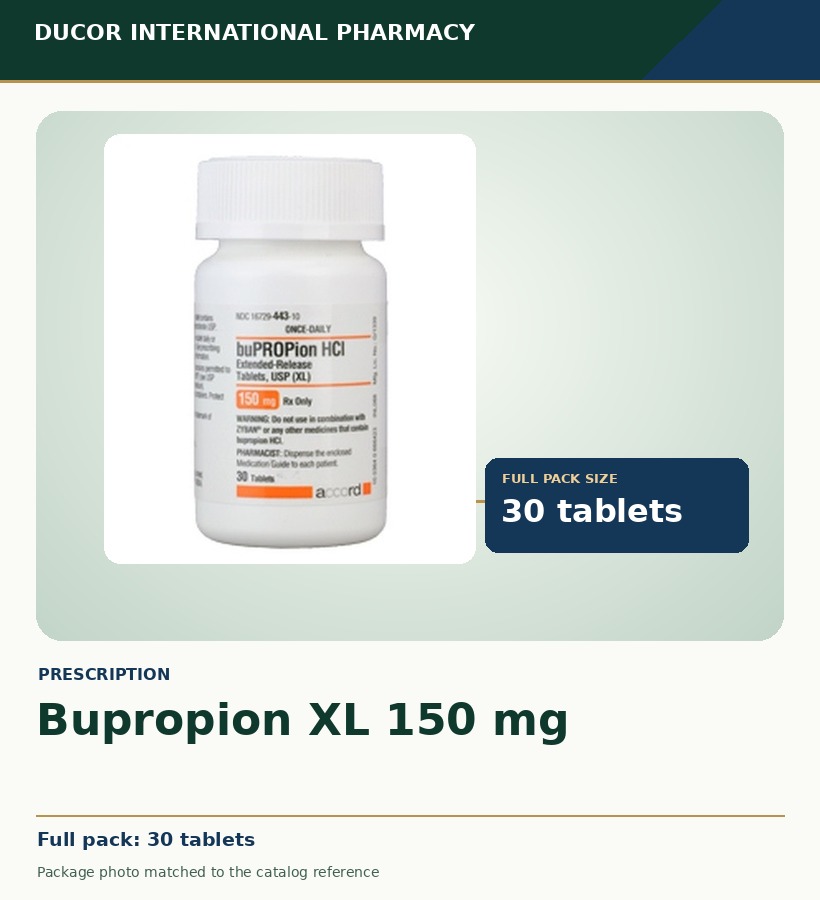 DUCOR INTERNATIONAL PHARMACY
NDC 16729-443-10
ONCE-DAILY
buPROPion HCl
Extended-Release
Tablets, USP (XL)
150 mg Rx Only
WARNING: Do not use in combination with
ZYBAN® or any other medicines that contain
bupropion HCl.
PHARMACIST: Dispense the enclosed
Medication Guide to each patient.
30 Tablets
accord
FULL PACK SIZE
30 tablets
PRESCRIPTION
Bupropion XL 150 mg
Full pack: 30 tablets
Package photo matched to the catalog reference